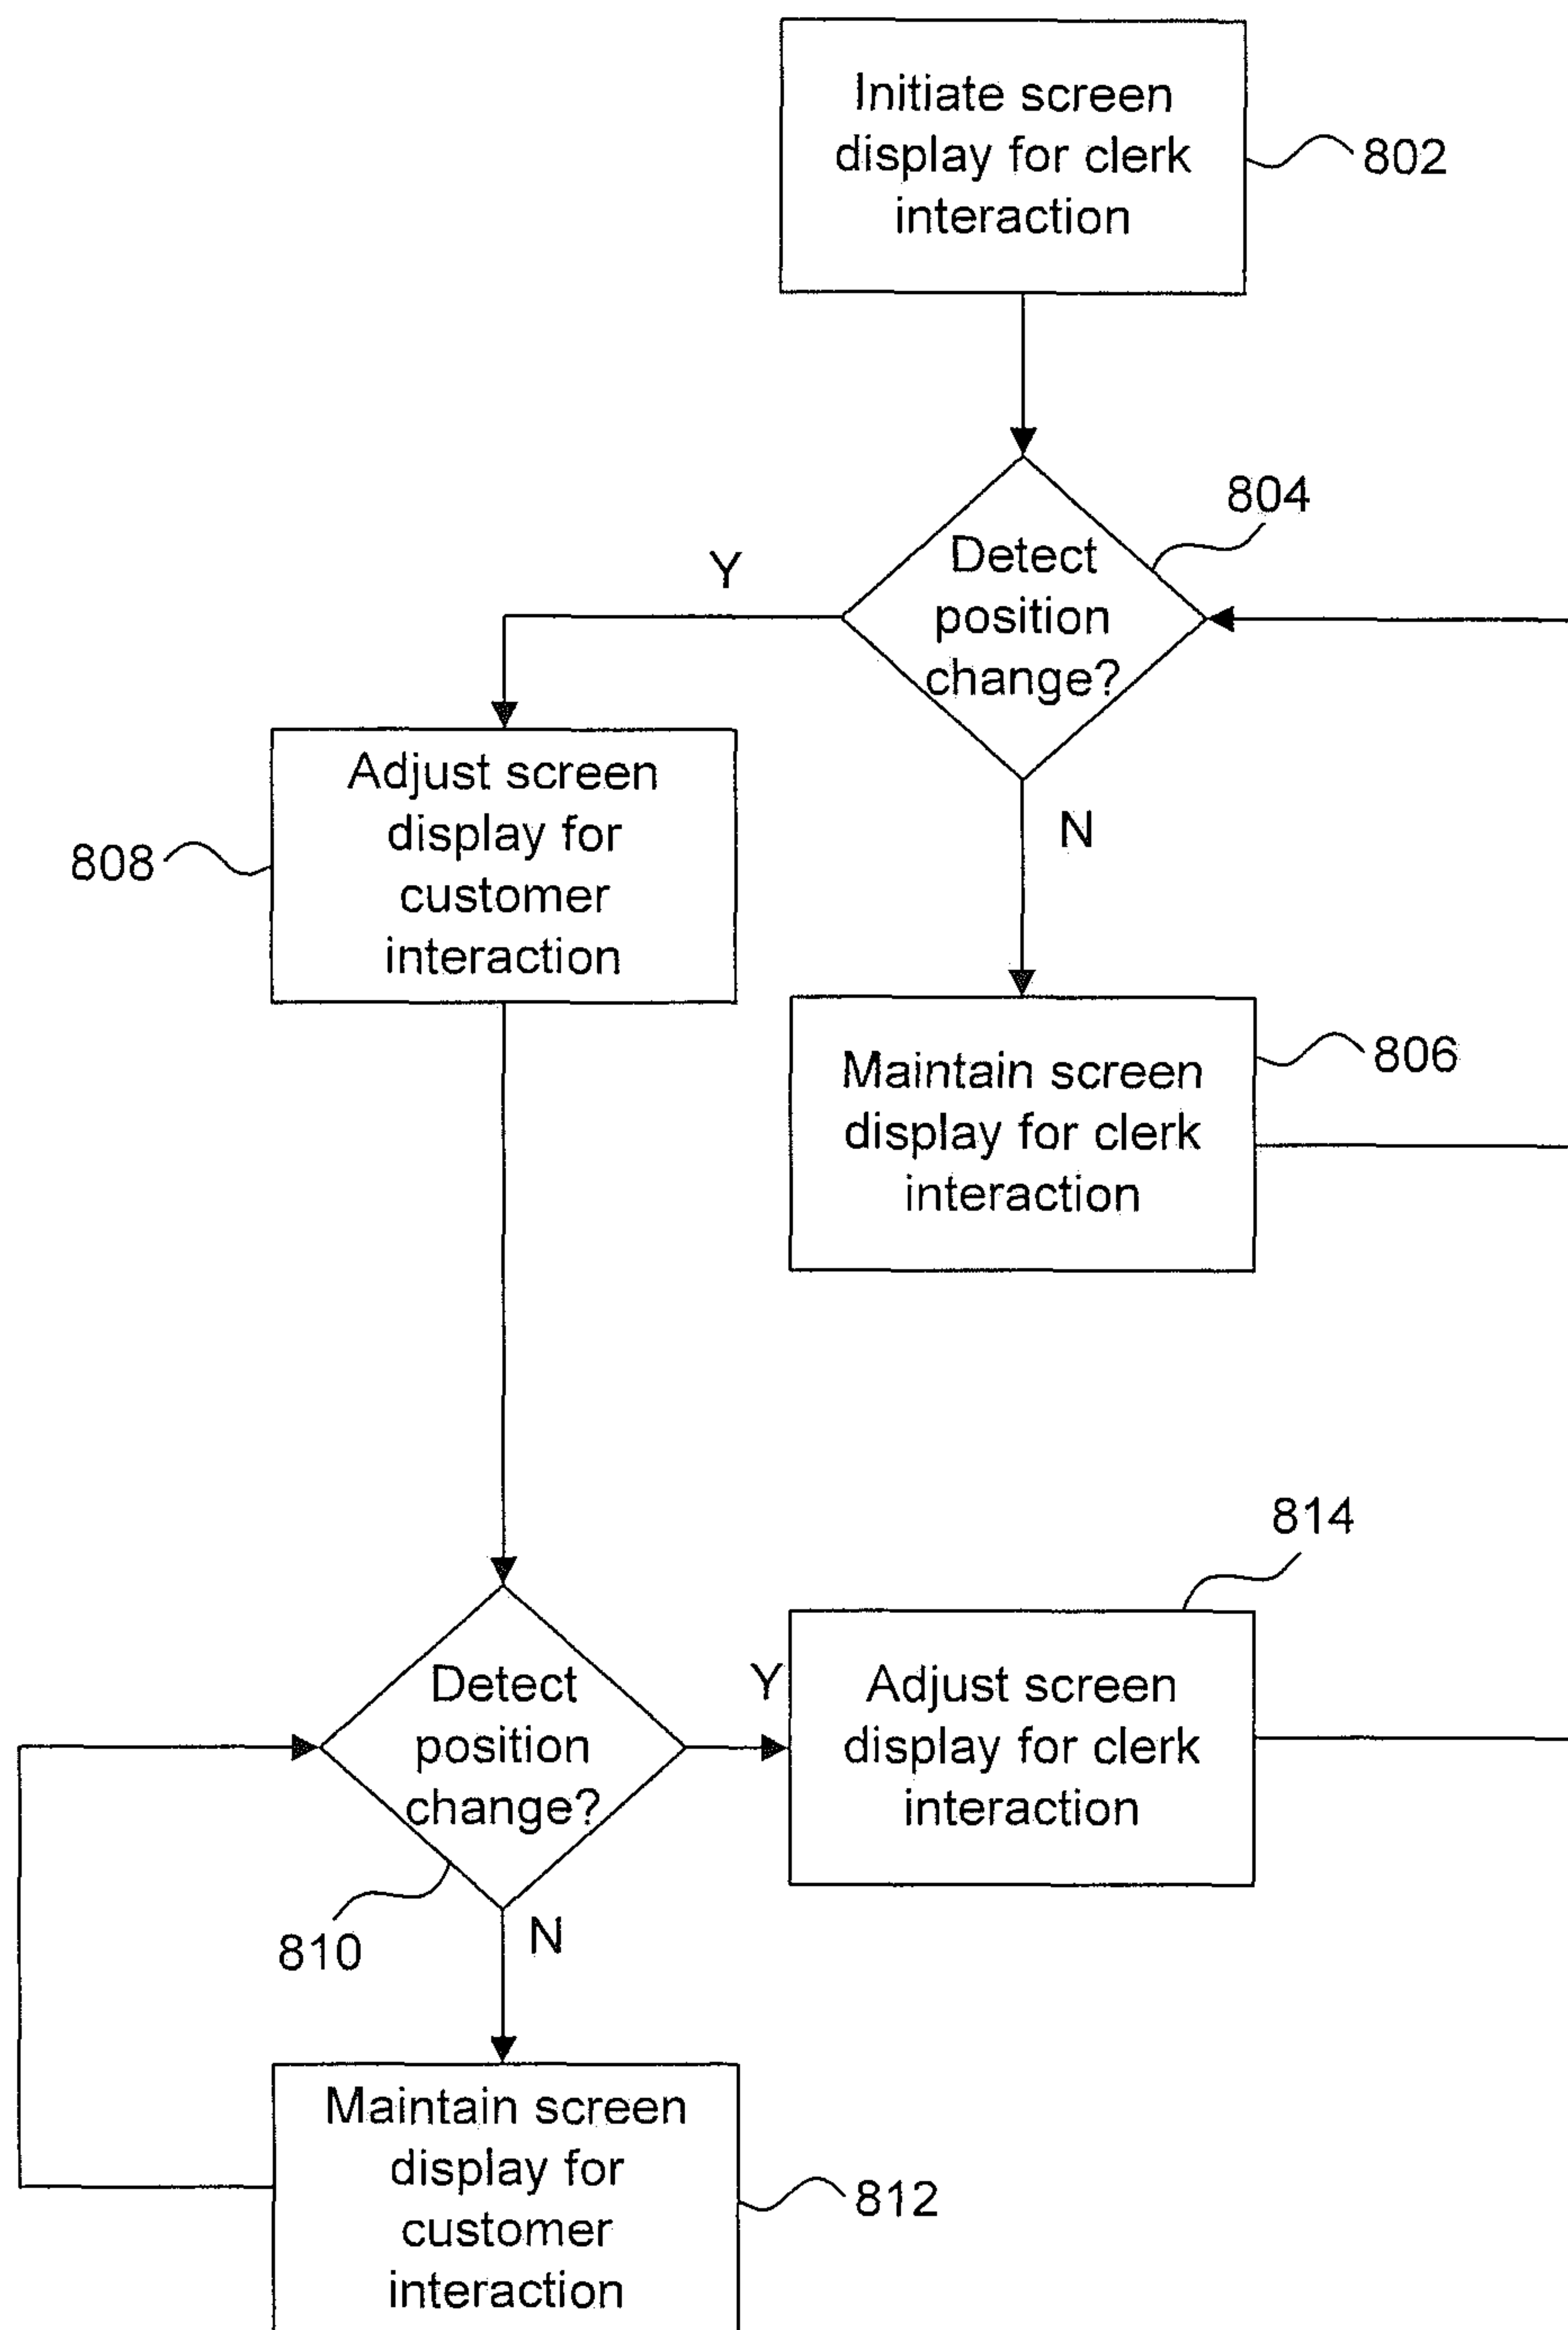 Initiate screen
display for clerk
interaction
802
804
Detect
position
change?
Y
N
Adjust screen
display for
customer
interaction
808
Maintain screen
display for clerk
interaction
806
814
Detect
position
change?
Y
Adjust screen
display for clerk
interaction
810
N
Maintain screen
display for
customer
interaction
812